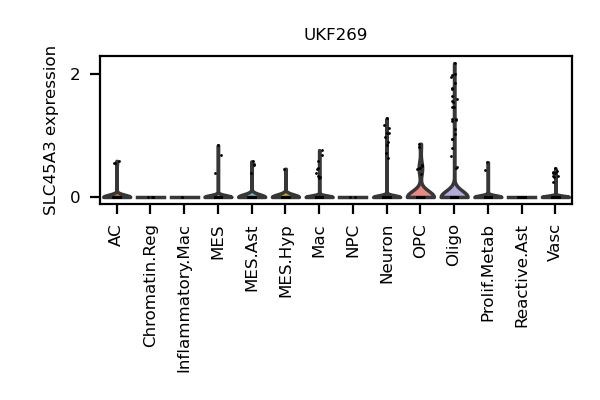 UKF269
SLC45A3 expression
2
0
AC
Chromatin.Reg
Inflammatory.Mac
MES
MES.Ast
MES.Hyp
Mac
NPC
Neuron
OPC
Oligo
Prolif.Metab
Reactive.Ast
Vasc